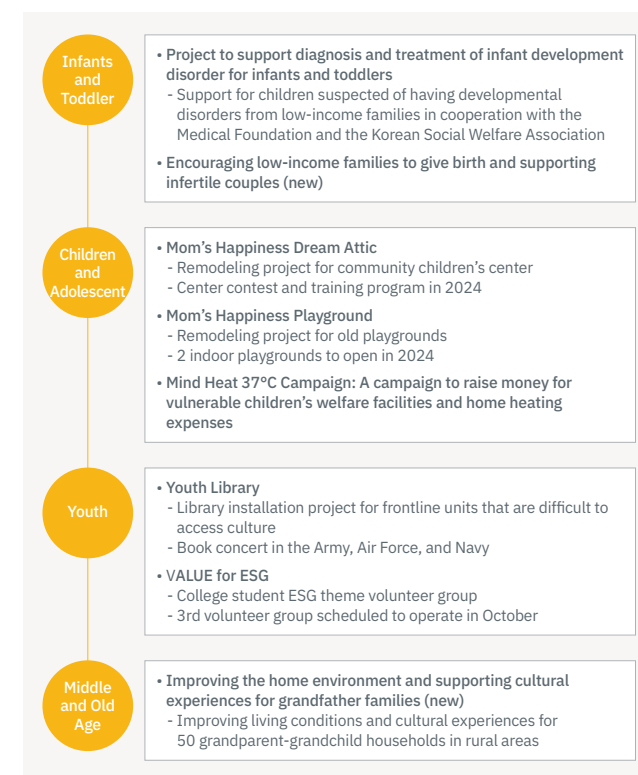 Infants
and
Toddler
• Project to support diagnosis and treatment of infant development
disorder for infants and toddlers
- Support for children suspected of having developmental
disorders from low-income families in cooperation with the
Medical Foundation and the Korean Social Welfare Association
• Encouraging low-income families to give birth and supporting
infertile couples (new)
Children
and
Adolescent
• Mom's Happiness Dream Attic
- Remodeling project for community children's center
- Center contest and training program in 2024
• Mom's Happiness Playground
- Remodeling project for old playgrounds
- 2 indoor playgrounds to open in 2024
• Mind Heat 37°C Campaign: A campaign to raise money for
vulnerable children's welfare facilities and home heating
expenses
Youth
• Youth Library
- Library installation project for frontline units that are difficult to
access culture
- Book concert in the Army, Air Force, and Navy
• VALUE for ESG
- College student ESG theme volunteer group
- 3rd volunteer group scheduled to operate in October
Middle
and Old
Age
• Improving the home environment and supporting cultural
experiences for grandfather families (new)
- Improving living conditions and cultural experiences for
50 grandparent-grandchild households in rural areas